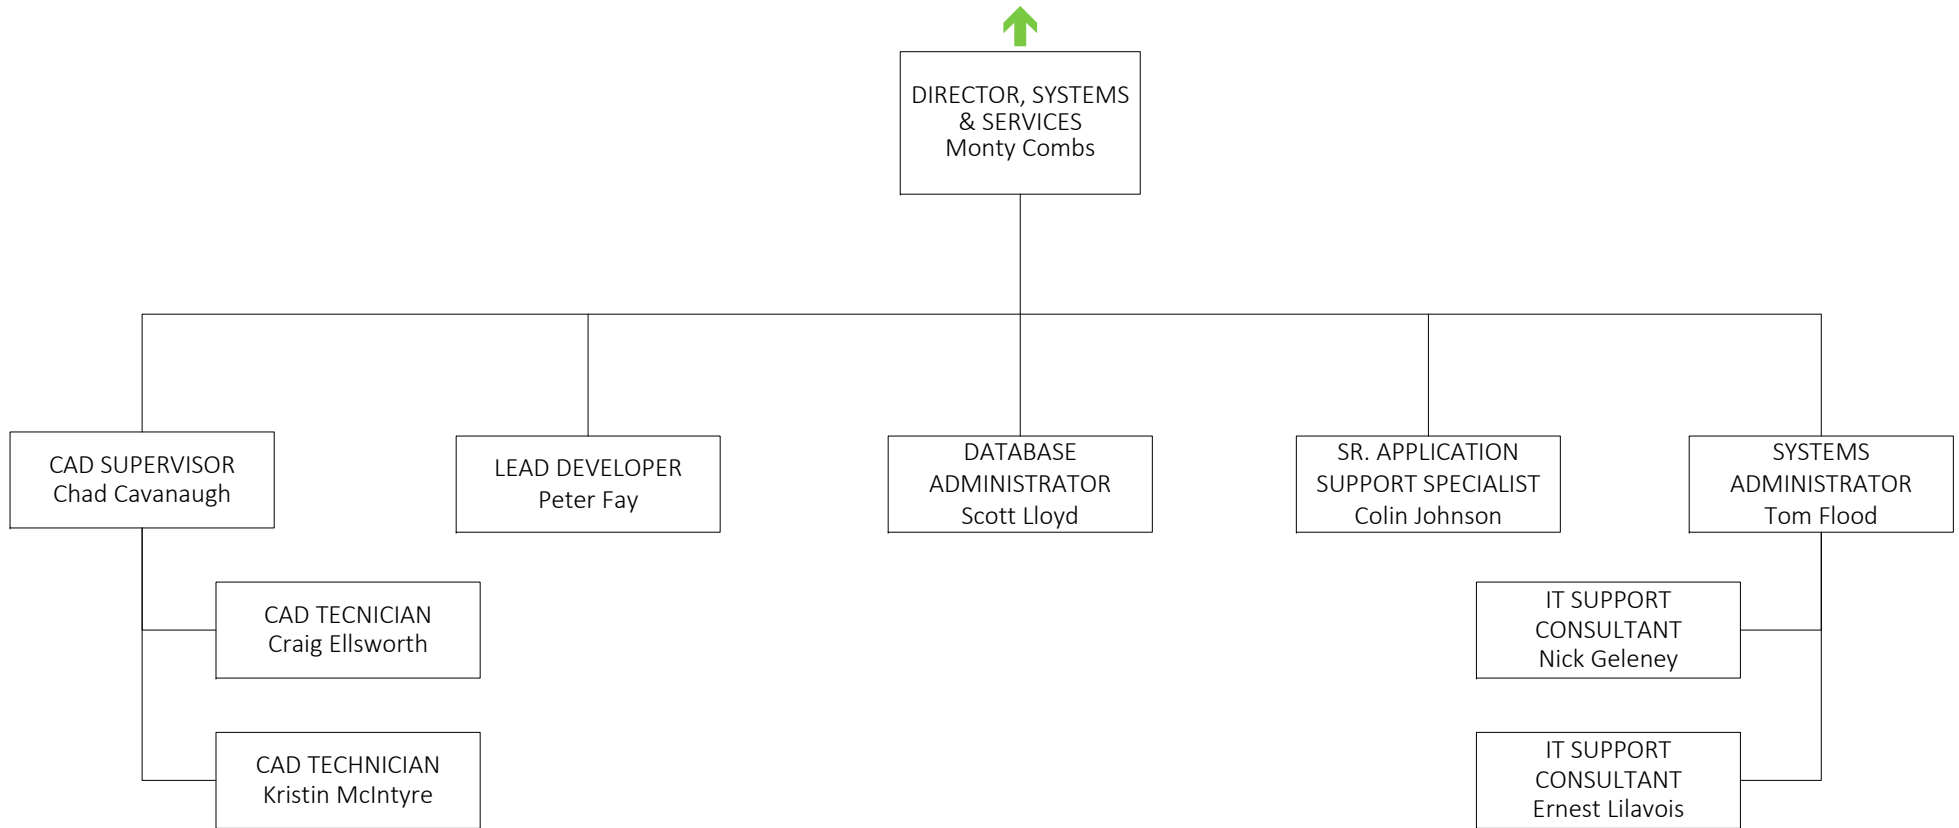 DIRECTOR, SYSTEMS
& SERVICES
Monty Combs
CAD SUPERVISOR
Chad Cavanaugh
LEAD DEVELOPER
Peter Fay
DATABASE
ADMINISTRATOR
Scott Lloyd
SR. APPLICATION
SUPPORT SPECIALIST
Colin Johnson
SYSTEMS
ADMINISTRATOR
Tom Flood
CAD TECNICIAN
Craig Ellsworth
IT SUPPORT
CONSULTANT
Nick Geleney
CAD TECHNICIAN
Kristin McIntyre
IT SUPPORT
CONSULTANT
Ernest Lilavois